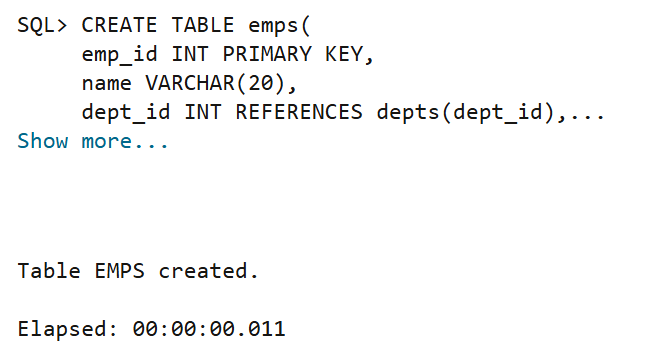 SQL> CREATE TABLE emps(
emp_id INT PRIMARY KEY,
name VARCHAR(20),
dept_id INT REFERENCES depts(dept_id),...
Show more...
Table EMPS created.
Elapsed: 00:00:00.011